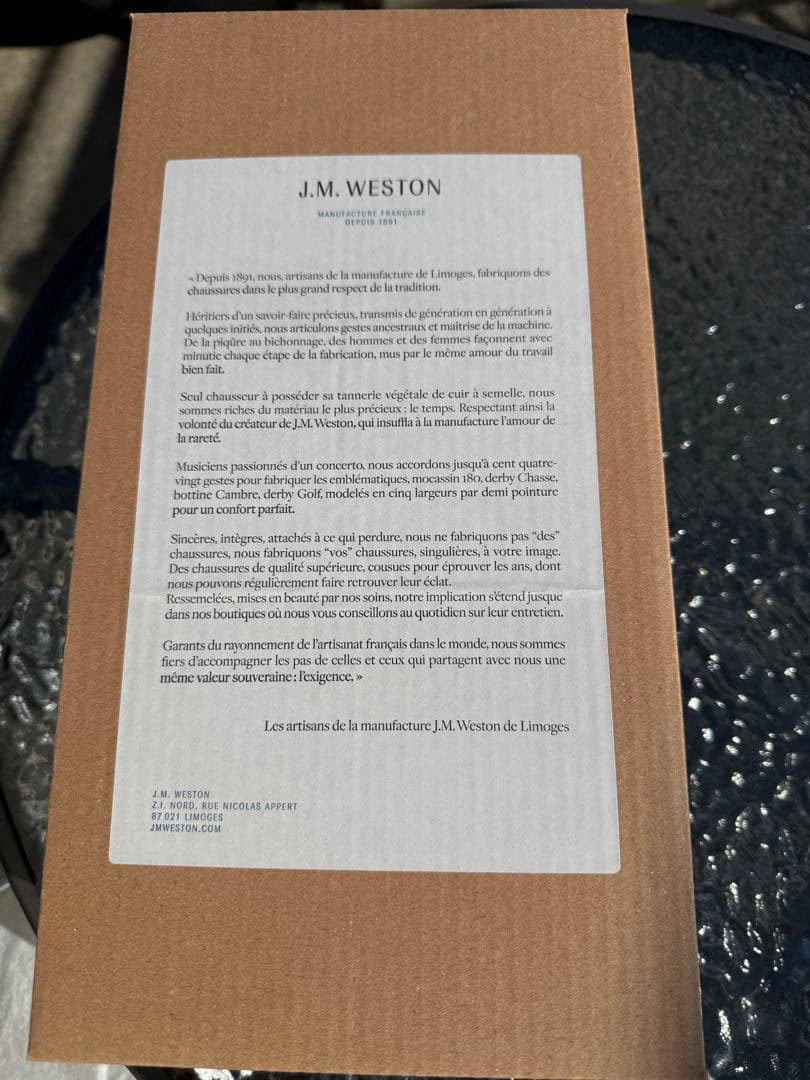 J.M. WESTON
MANUFACTURE FRANÇAISE
DEPUIS 1891
« Depuis 1891, nous, artisans de la manufacture de Limoges, fabriquons des
chaussures dans le plus grand respect de la tradition.
Héritiers d'un savoir-faire précieux, transmis de génération en génération à
quelques initiés, nous articulons gestes ancestraux et maîtrise de la machine.
De la piqûre au bichonnage, des hommes et des femmes façonnent avec
minutie chaque étape de la fabrication, mus par le même amour du travail
bien fait.
Seul chausseur à posséder sa tannerie végétale de cuir à semelle, nous
sommes riches du matériau le plus précieux : le temps. Respectant ainsi la
volonté du créateur de J.M. Weston, qui insuffla à la manufacture l'amour de
la rareté.
Musiciens passionnés d'un concerto, nous accordons jusqu'à cent quatre-
vingt gestes pour fabriquer les emblématiques, mocassin 180, derby Chasse,
bottine Cambre, derby Golf, modelés en cinq largeurs par demi pointure
pour un confort parfait.
Sincères, intègres, attachés à ce qui perdure, nous ne fabriquons pas "des"
chaussures, nous fabriquons "vos" chaussures, singulières, à votre image.
Des chaussures de qualité supérieure, cousues pour éprouver les ans, dont
nous pouvons régulièrement faire retrouver leur éclat.
Ressemelées, mises en beauté par nos soins, notre implication s'étend jusque
dans nos boutiques où nous vous conseillons au quotidien sur leur entretien.
Garants du rayonnement de l'artisanat français dans le monde, nous sommes
fiers d'accompagner les pas de celles et ceux qui partagent avec nous une
même valeur souveraine : l'exigence. »
Les artisans de la manufacture J.M. Weston de Limoges
J.M. WESTON
Z.I. NORD, RUE NICOLAS APPERT
87 021 LIMOGES
JMWESTON.COM